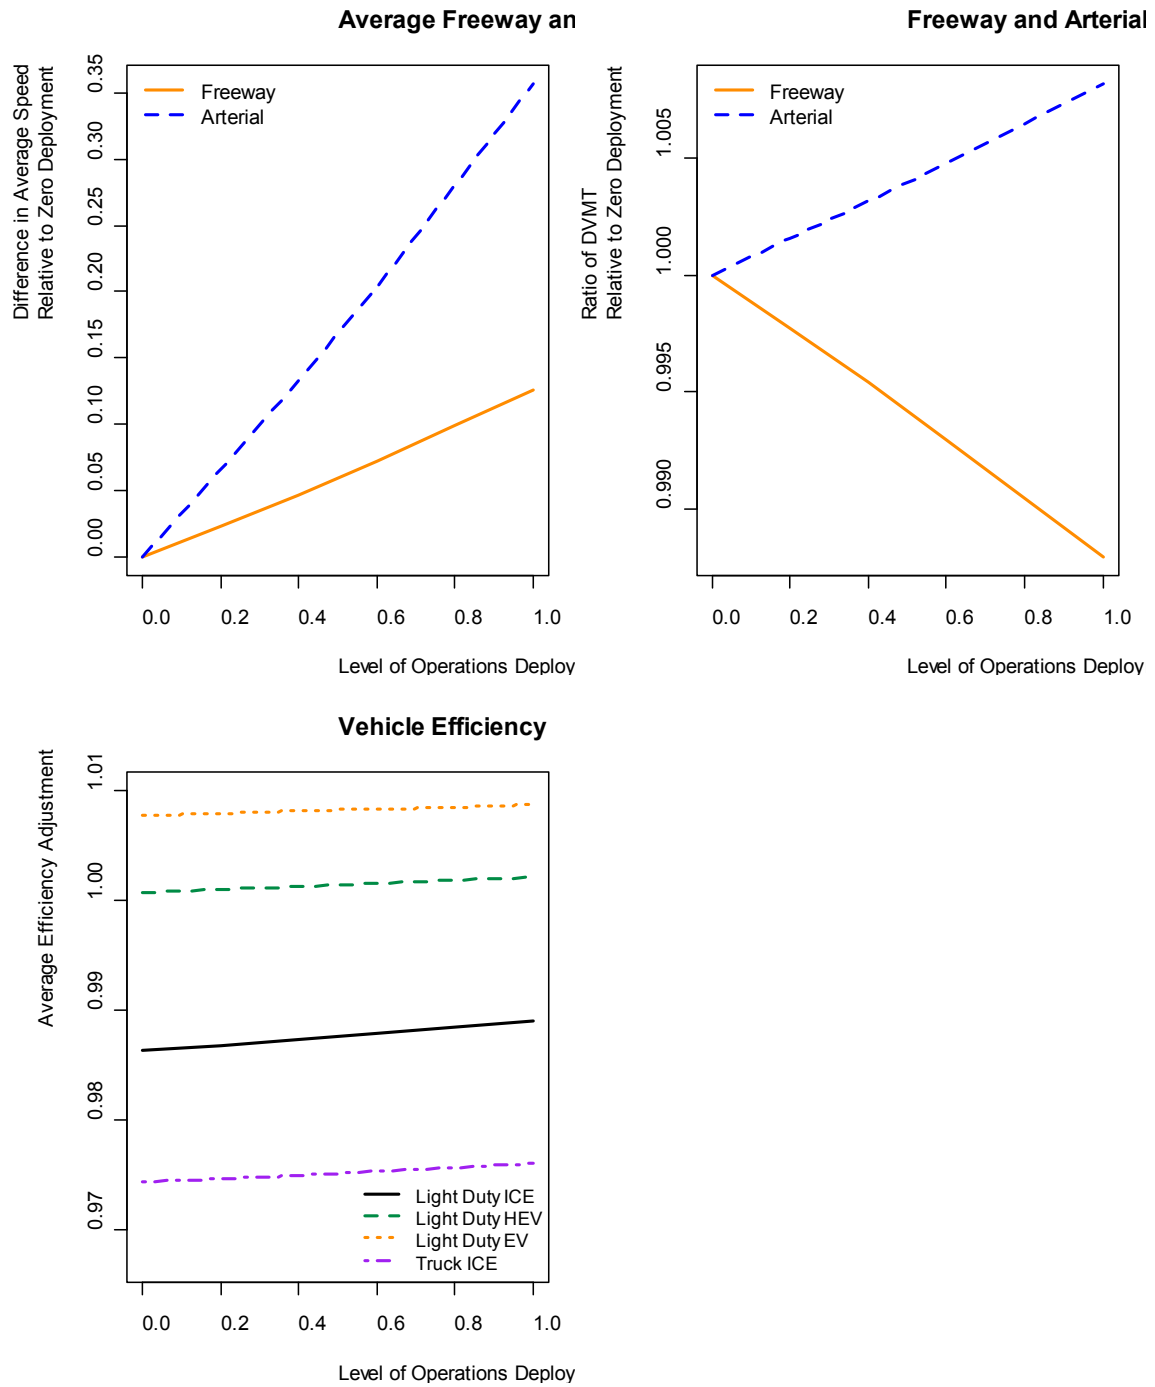 Average Freeway an
Difference in Average Speed
Relative to Zero Deployment
0.35
0.30
0.25
0.20
0.15
0.10
0.05
0.00
Freeway
Arterial
0.0 0.2 0.4 0.6 0.8 1.0
Level of Operations Deploy
Freeway and Arterial
Ratio of DVMT
Relative to Zero Deployment
1.005
1.000
0.995
0.990
Freeway
Arterial
0.0 0.2 0.4 0.6 0.8 1.0
Level of Operations Deploy
Vehicle Efficiency
Average Efficiency Adjustment
1.01
1.00
0.99
0.98
0.97
Light Duty ICE
Light Duty HEV
Light Duty EV
Truck ICE
0.0 0.2 0.4 0.6 0.8 1.0
Level of Operations Deploy